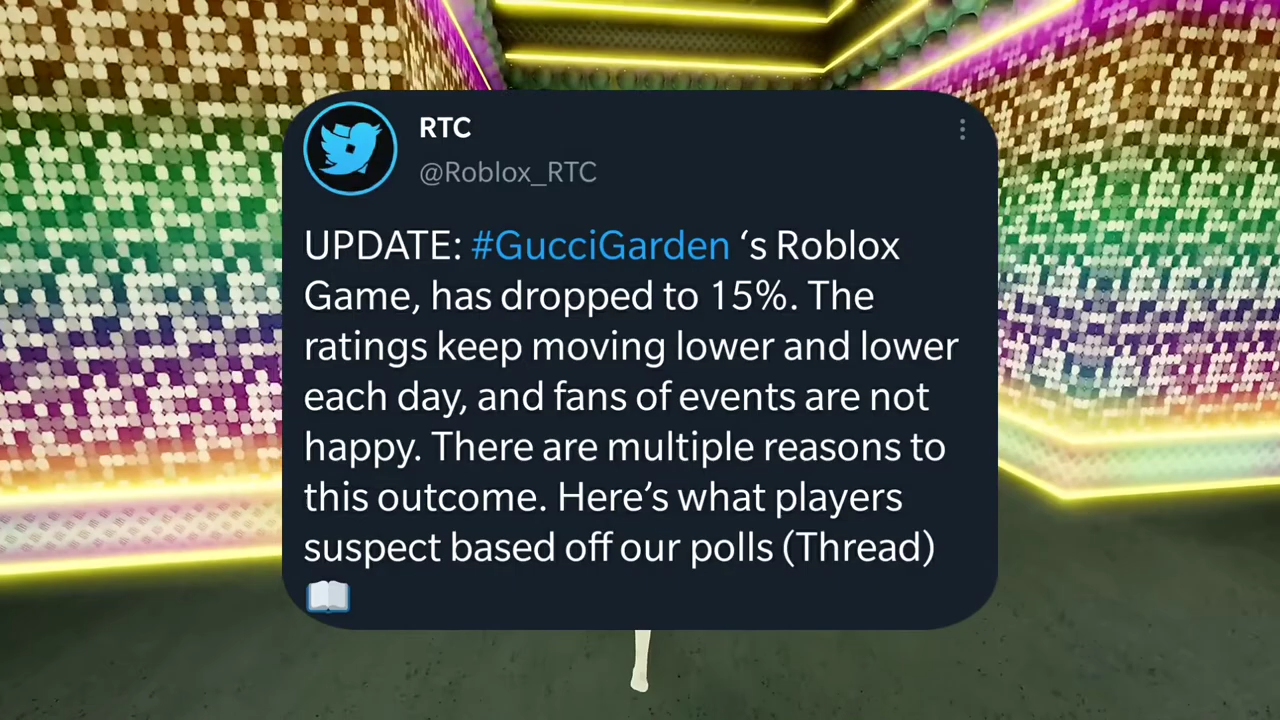 RTC
@Roblox_RTC
UPDATE: #GucciGarden ‘s Roblox
Game, has dropped to 15%. The
ratings keep moving lower and lower
each day, and fans of events are not
happy. There are multiple reasons to
this outcome. Here’s what players
suspect based off our polls (Thread)
📖